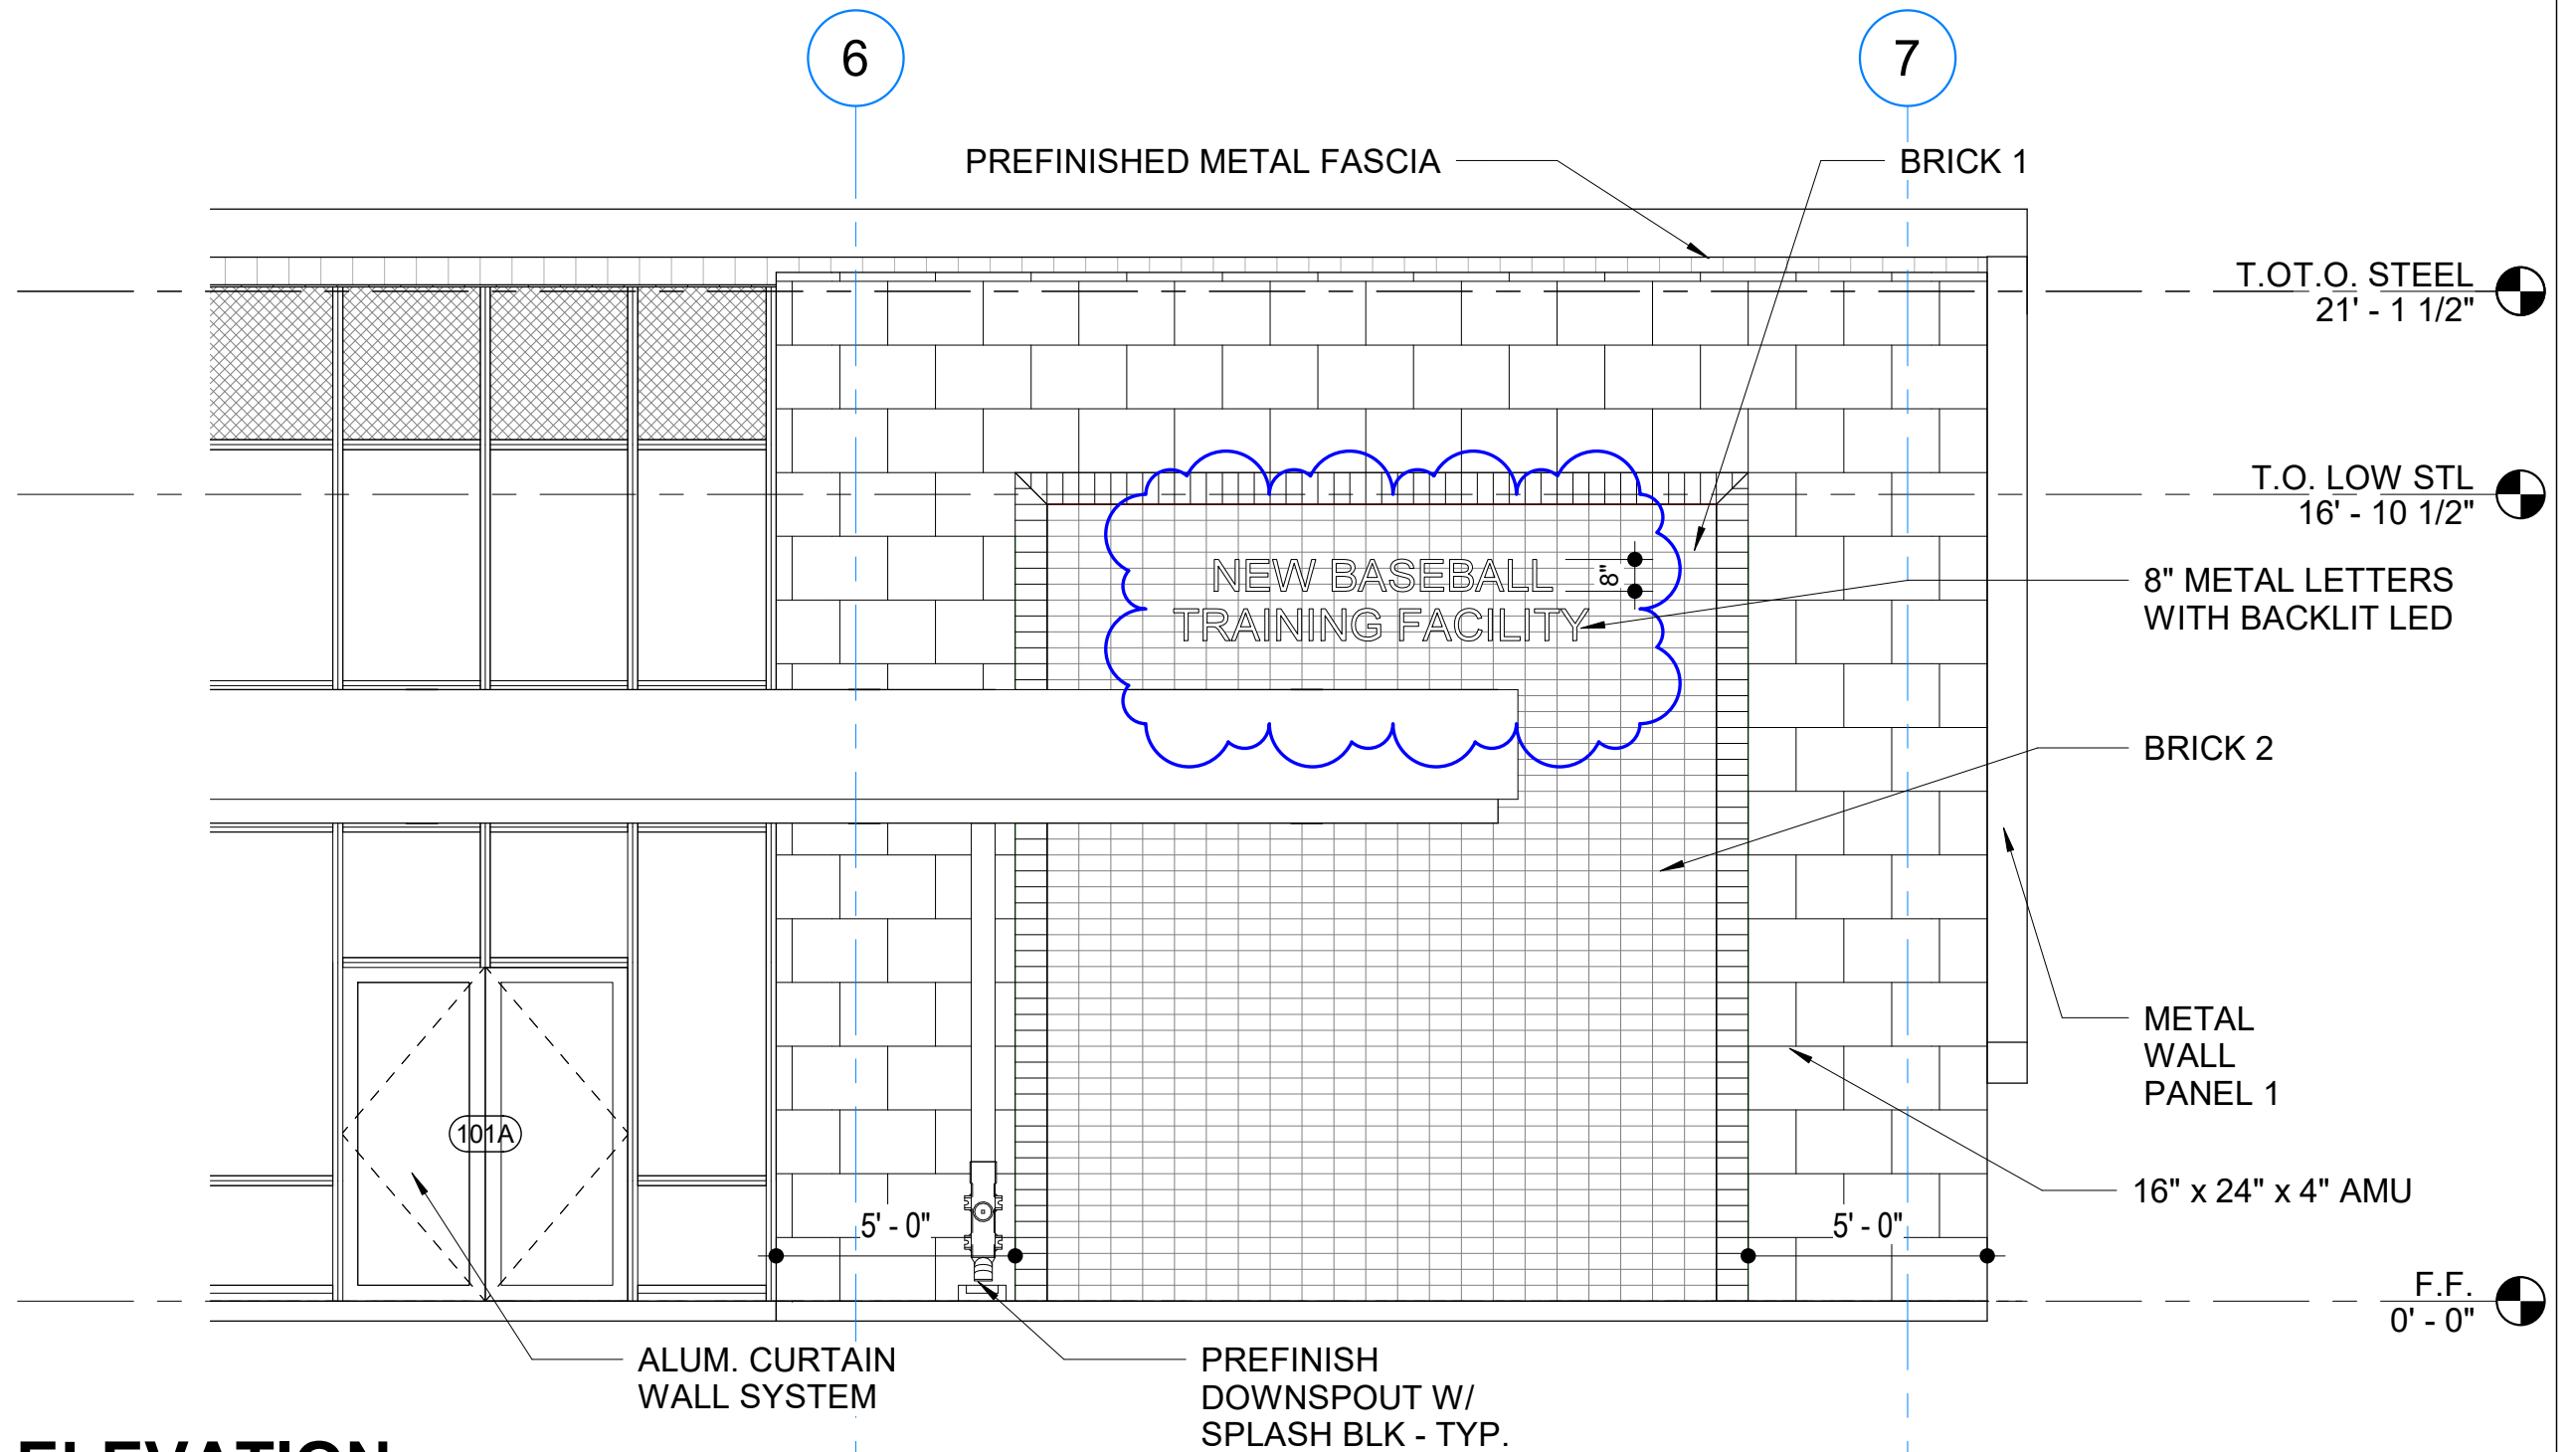 6
7
PREFINISHED METAL FASCIA
BRICK 1
T.OT.O. STEEL
21' - 1 1/2"
T.O. LOW STL
16' - 10 1/2"
NEW BASEBALL
TRAINING FACILITY
8"
8" METAL LETTERS
WITH BACKLIT LED
BRICK 2
METAL
WALL
PANEL 1
101A
16" x 24" x 4" AMU
5' - 0"
5' - 0"
F.F.
0' - 0"
ALUM. CURTAIN
WALL SYSTEM
PREFINISH
DOWNSPOUT W/
SPLASH BLK - TYP.
ELEVATION